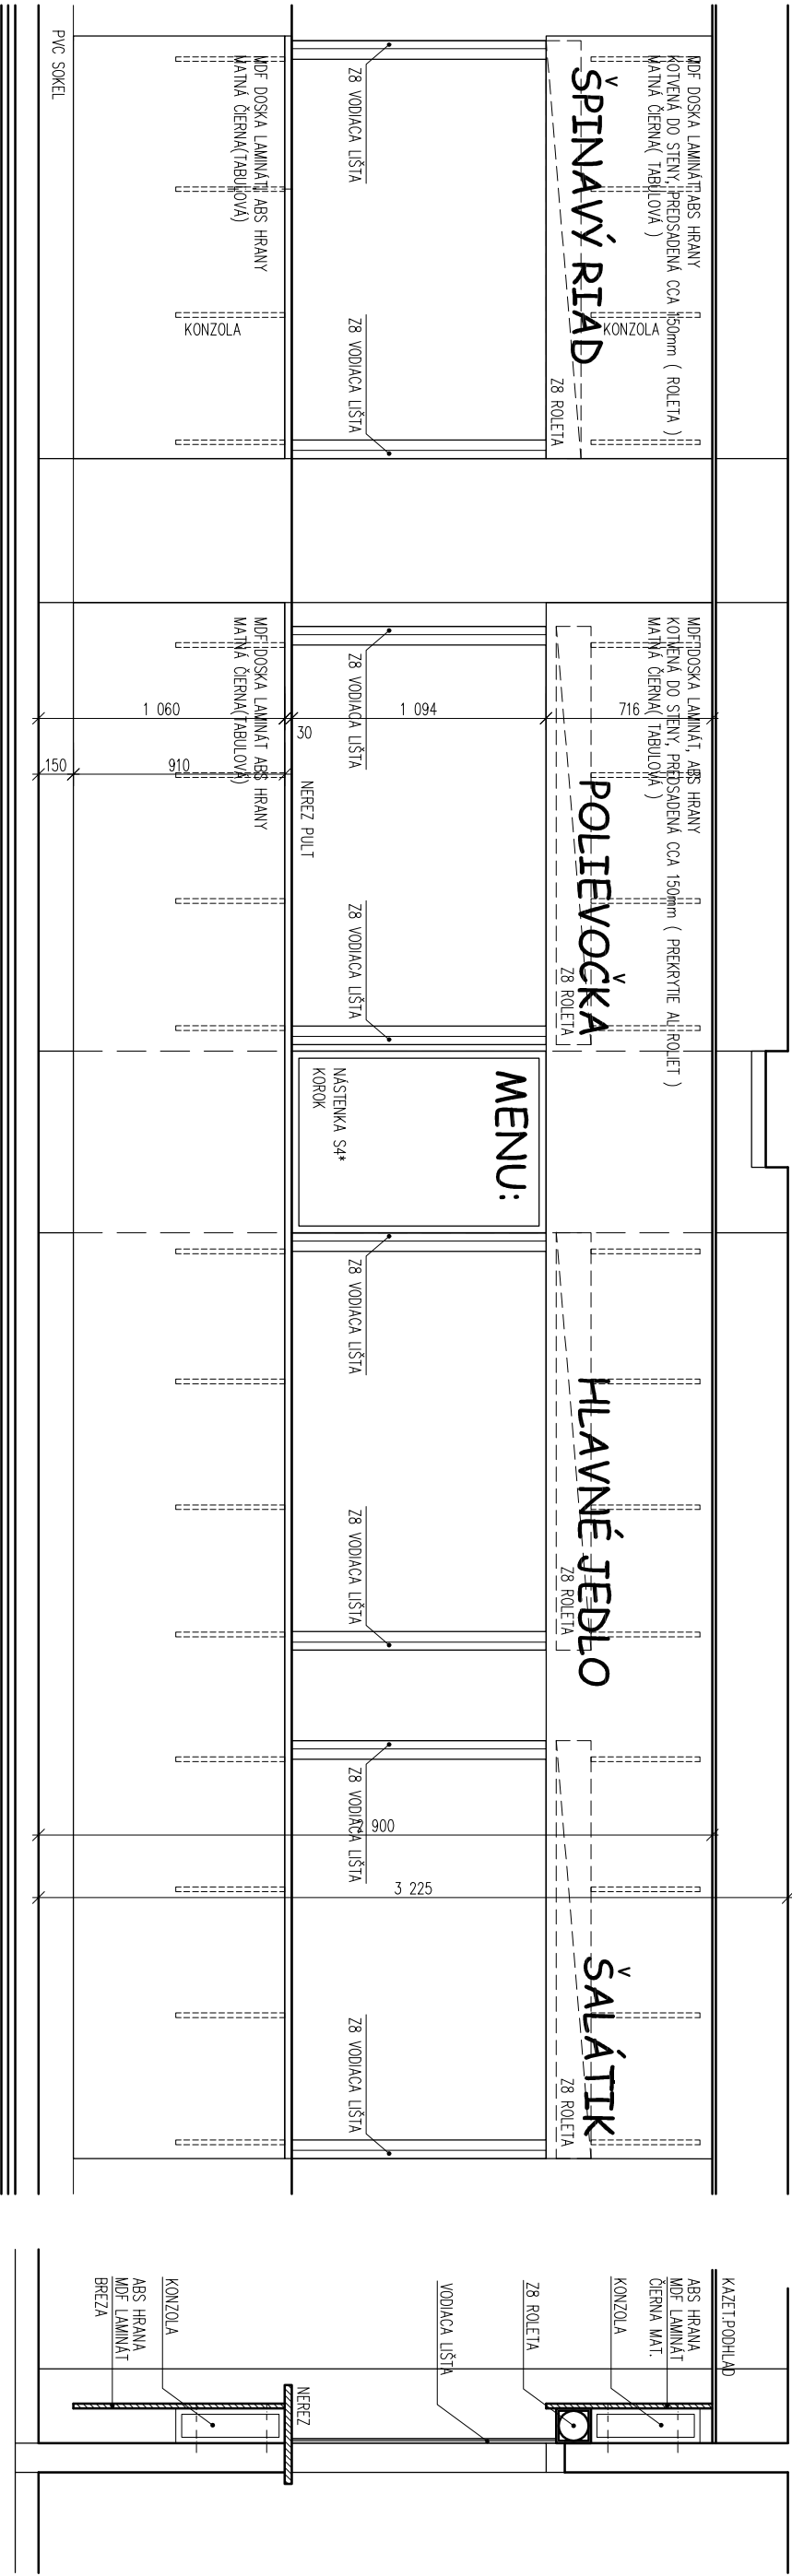 ŠPINAVÝ RIAD
MDF DOSKA LAMINÁT, ABS HRANY
KOTVENÁ DO STENY, PREDSADENÁ CCA 150mm ( ROLETA )
MATNÁ ČIERNA( TABULOVÁ )
KONZOLA
Z8 ROLETA
Z8 VODIACA LIŠTA
Z8 VODIACA LIŠTA
MDF DOSKA LAMINÁT, ABS HRANY
MATNÁ ČIERNA(TABULOVÁ)
KONZOLA
PVC SOKEL
MDF DOSKA LAMINÁT, ABS HRANY
KOTVENÁ DO STENY, PREDSADENÁ CCA 150mm ( PREKRYTIE AL ROLIET )
MATNÁ ČIERNA( TABULOVÁ )
POLIEVOČKA
Z8 ROLETA
Z8 VODIACA LIŠTA
Z8 VODIACA LIŠTA
1 060
1 094
716
30
150
910
NEREZ PULT
MDF DOSKA LAMINÁT ABS HRANY
MATNÁ ČIERNA(TABULOVÁ)
MENU:
NÁSTENKA S4*
KOROK
HLAVNÉ JEDLO
Z8 ROLETA
Z8 VODIACA LIŠTA
Z8 VODIACA LIŠTA
ŠALÁTIK
Z8 ROLETA
Z8 VODIACA LIŠTA
Z8 VODIACA LIŠTA
2 900
3 225
KAZET.PODHLAD
ABS HRANA
MDF LAMINÁT
ČIERNA MAT.
KONZOLA
Z8 ROLETA
VODIACA LIŠTA
NEREZ
KONZOLA
ABS HRANA
MDF LAMINÁT
BREZA